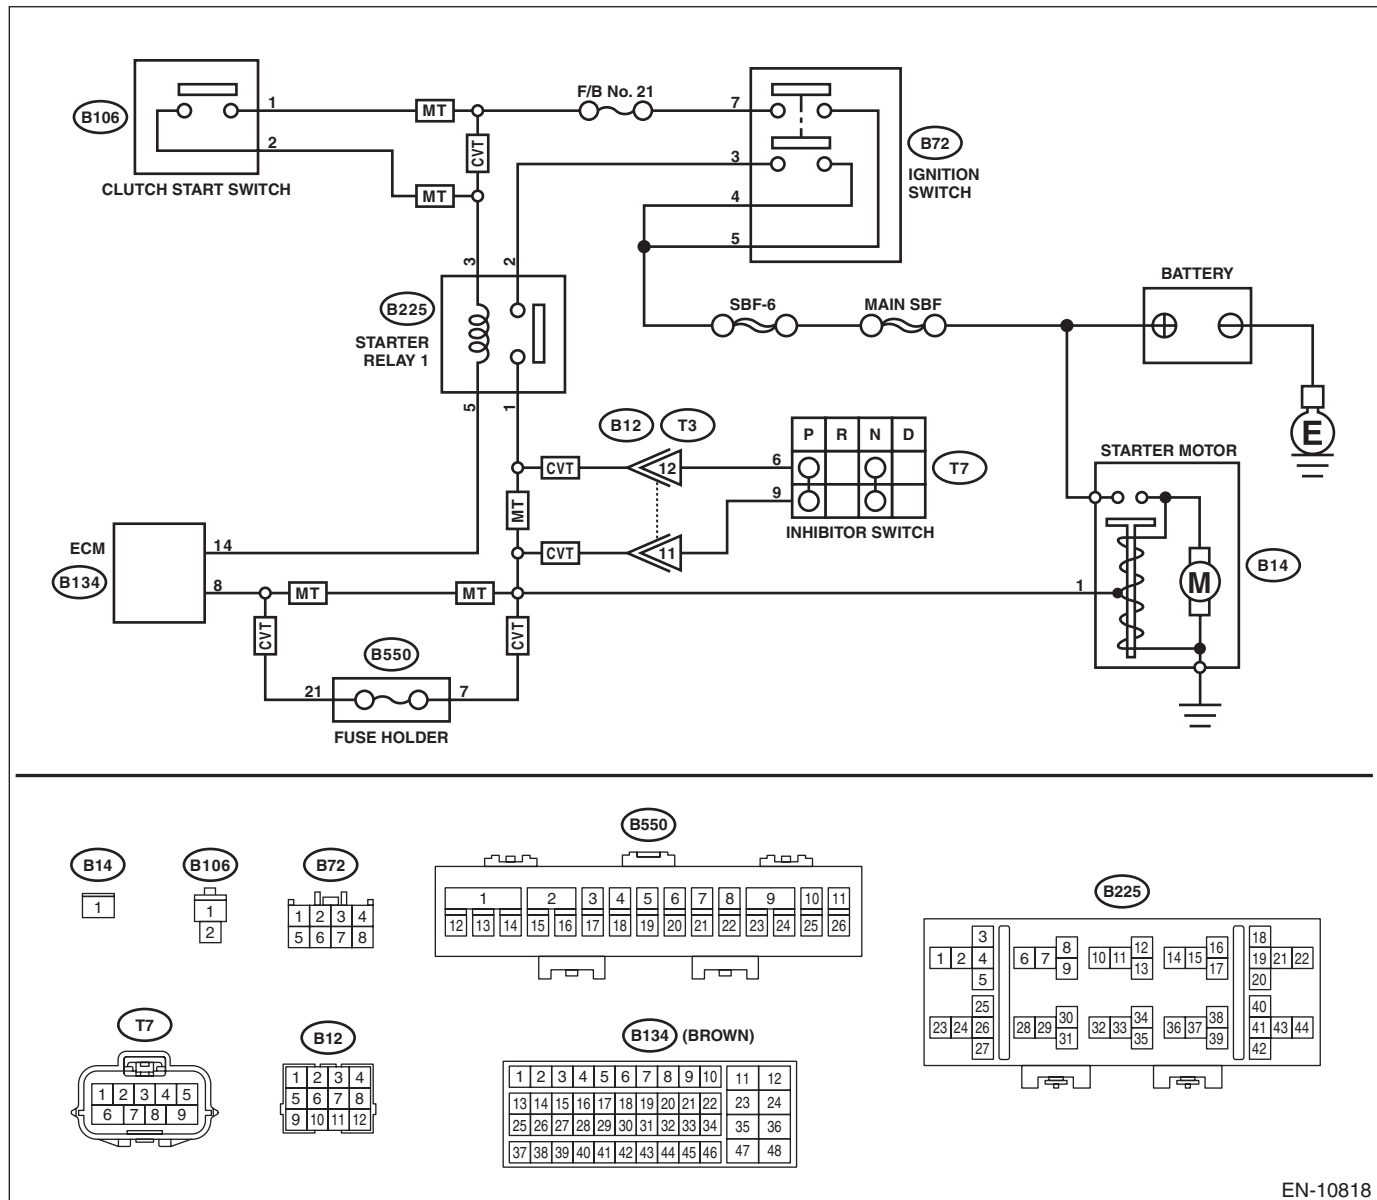 F/B No. 21
B106
1
MT
7
B72
2
CVT
3
IGNITION
SWITCH
CLUTCH START SWITCH
MT
4
5
3
2
BATTERY
B225
SBF-6
MAIN SBF
STARTER
RELAY 1
5
1
B12
T3
P R N D
E
STARTER MOTOR
CVT
12
6
T7
9
MT
INHIBITOR SWITCH
ECM
14
CVT
11
B134
8
MT
MT
1
M
B14
CVT
CVT
B550
21
7
FUSE HOLDER
B14
B106
B72
B550
B225
1
1
2
1 2 3 4
5 6 7 8
1 2 3 4 5 6 7 8 9 10 11
12 13 14 15 16 17 18 19 20 21 22 23 24 25 26
3 8 12 16 18
1 2 4 6 7 9 10 11 13 14 15 17 19 21 22
5 20
25 30 34 38 40
23 24 26 28 29 31 32 33 35 36 37 39 41 43 44
27 42
T7
B12
B134 (BROWN)
1 2 3 4 5
6 7 8 9
1 2 3 4
5 6 7 8
9 10 11 12
1 2 3 4 5 6 7 8 9 10 11 12
13 14 15 16 17 18 19 20 21 22 23 24
25 26 27 28 29 30 31 32 33 34 35 36
37 38 39 40 41 42 43 44 45 46 47 48
EN-10818